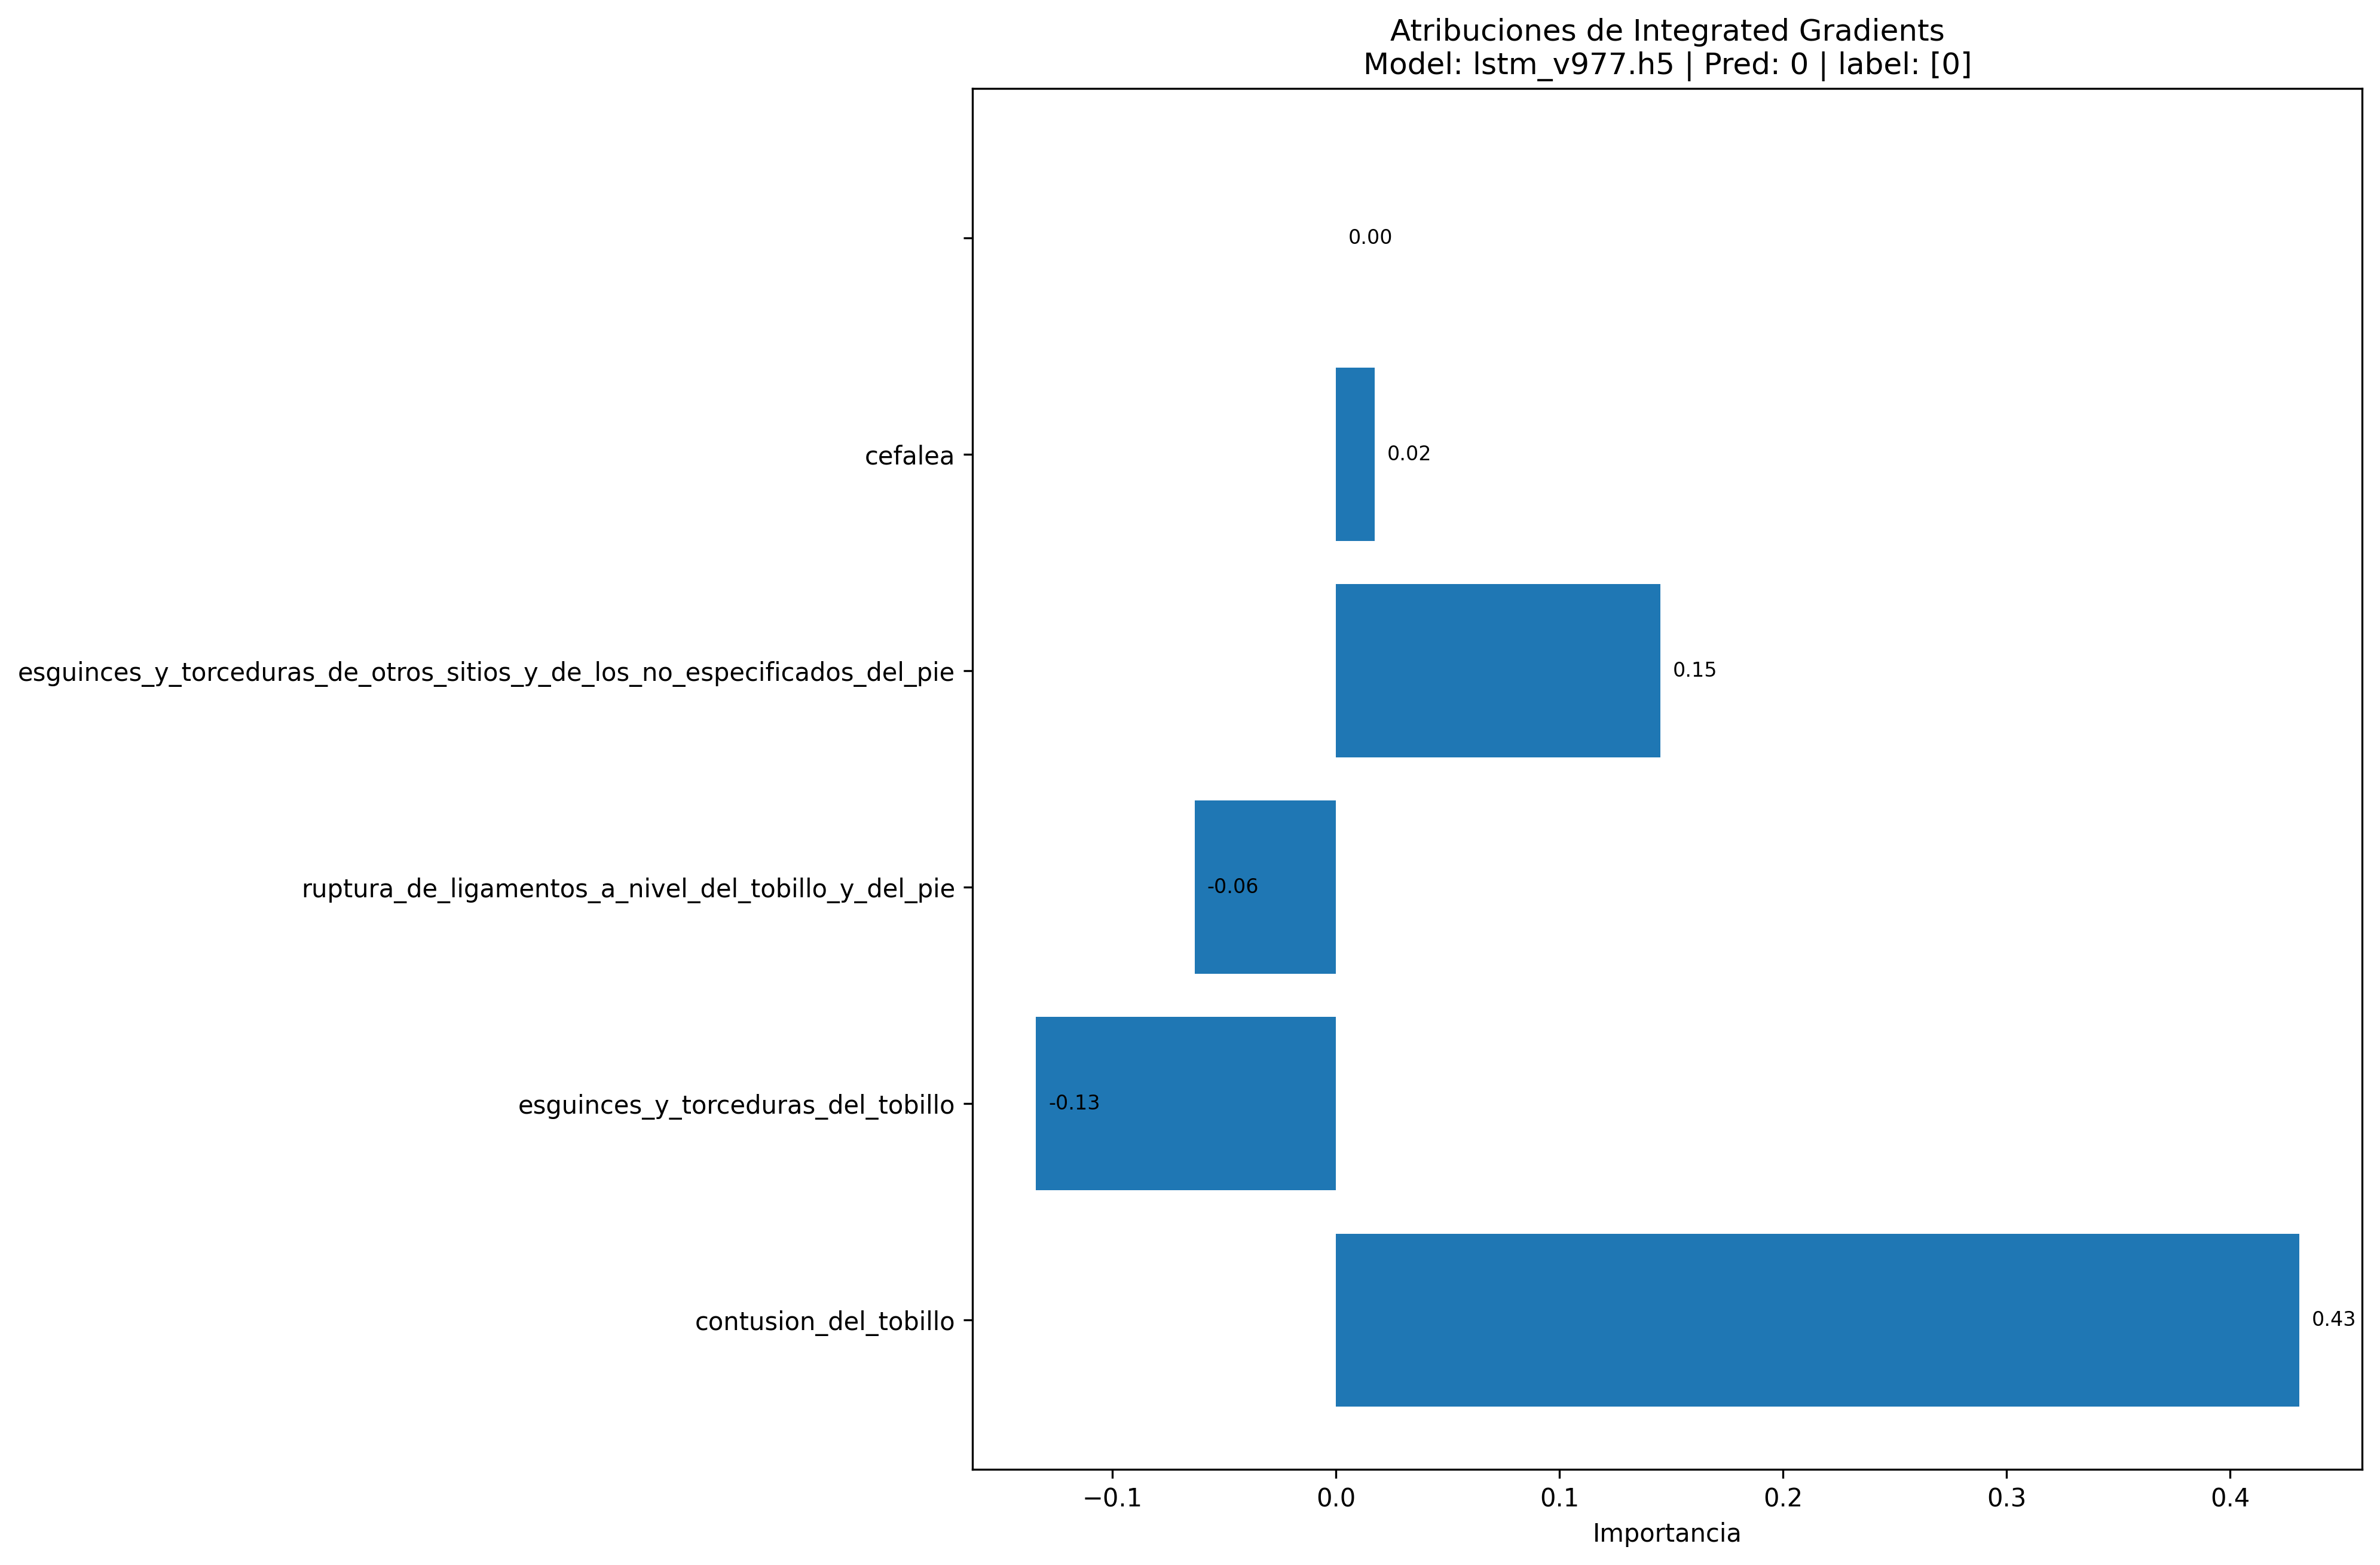 Atribuciones de Integrated Gradients
Model: lstm_v977.h5 | Pred: 0 | label: [0]
0.00
cefalea
0.02
esguinces_y_torceduras_de_otros_sitios_y_de_los_no_especificados_del_pie
0.15
ruptura_de_ligamentos_a_nivel_del_tobillo_y_del_pie
-0.06
esguinces_y_torceduras_del_tobillo
-0.13
contusion_del_tobillo
0.43
−0.1
0.0
0.1
0.2
0.3
0.4
Importancia